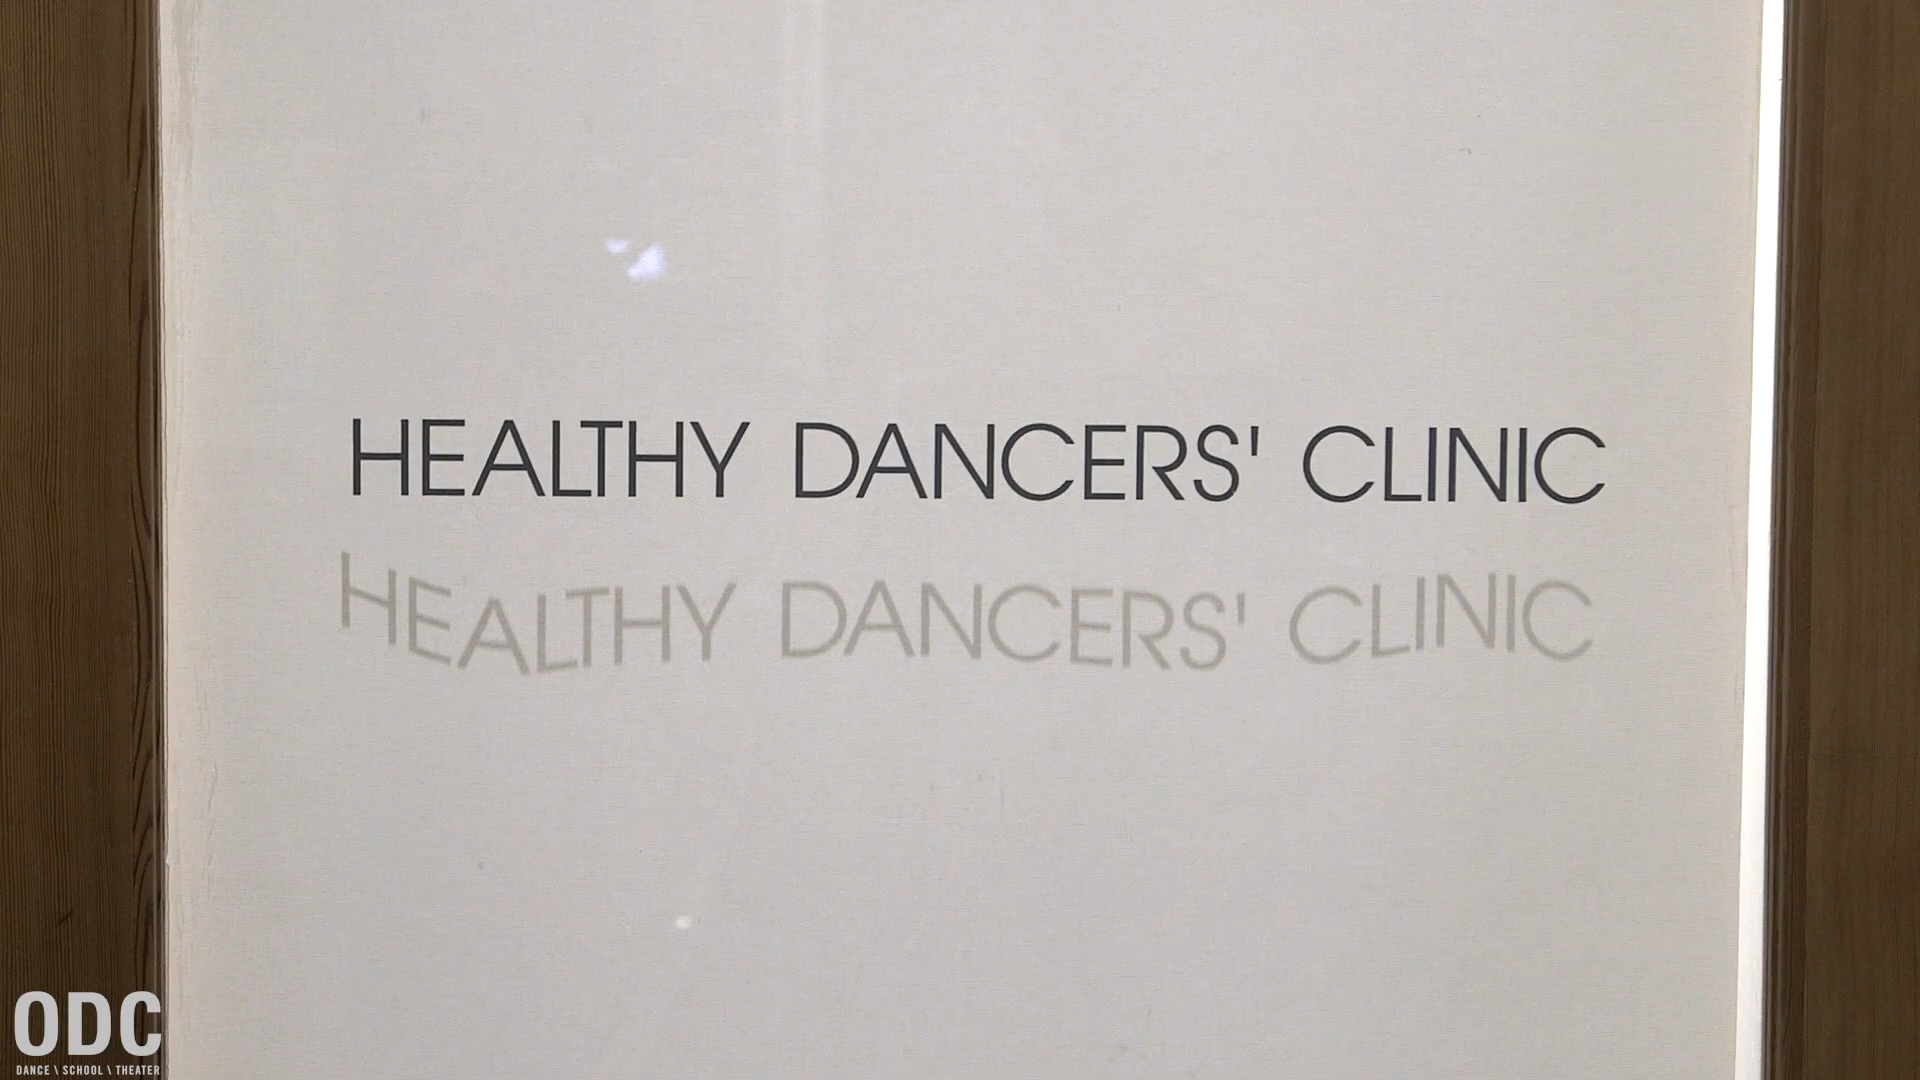 HEALTHY DANCERS' CLINIC
HEALTHY DANCERS' CLINIC
ODC
DANCE \ SCHOOL \ THEATER